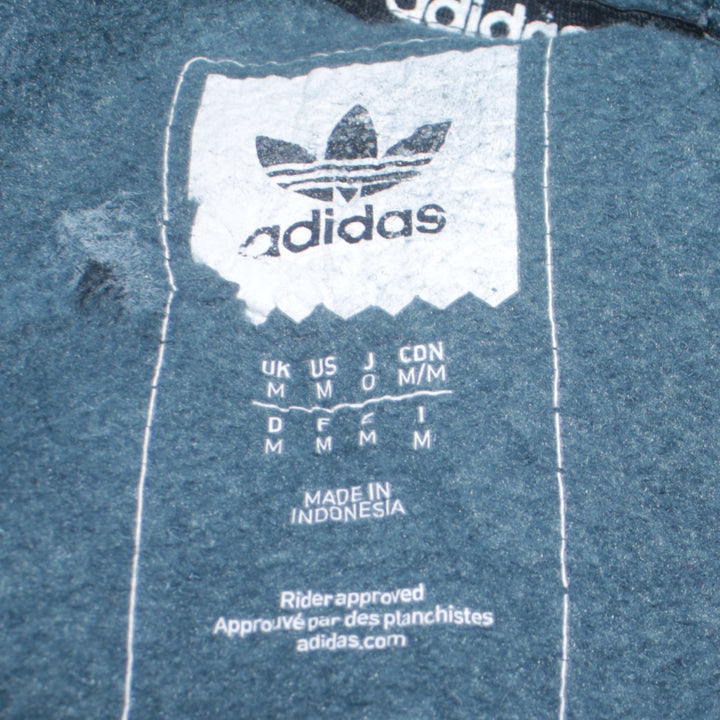 adidas
adidas
UK US J CDN
M M O M/M
D F E I
M M M M
MADE IN
INDONESIA
Rider approved
Approuvé par des planchistes
adidas.com